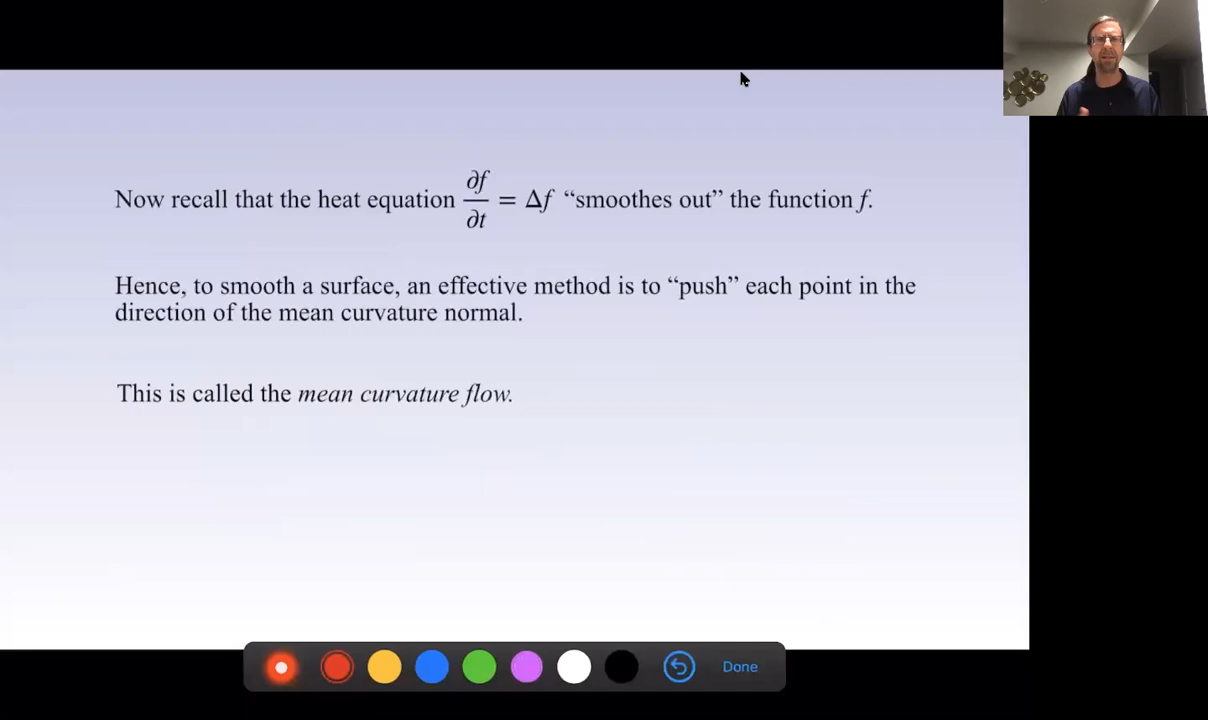 Now recall that the heat equation ∂f/∂t = Δf “smoothes out” the function f.
Hence, to smooth a surface, an effective method is to “push” each point in the
direction of the mean curvature normal.
This is called the mean curvature flow.
Done